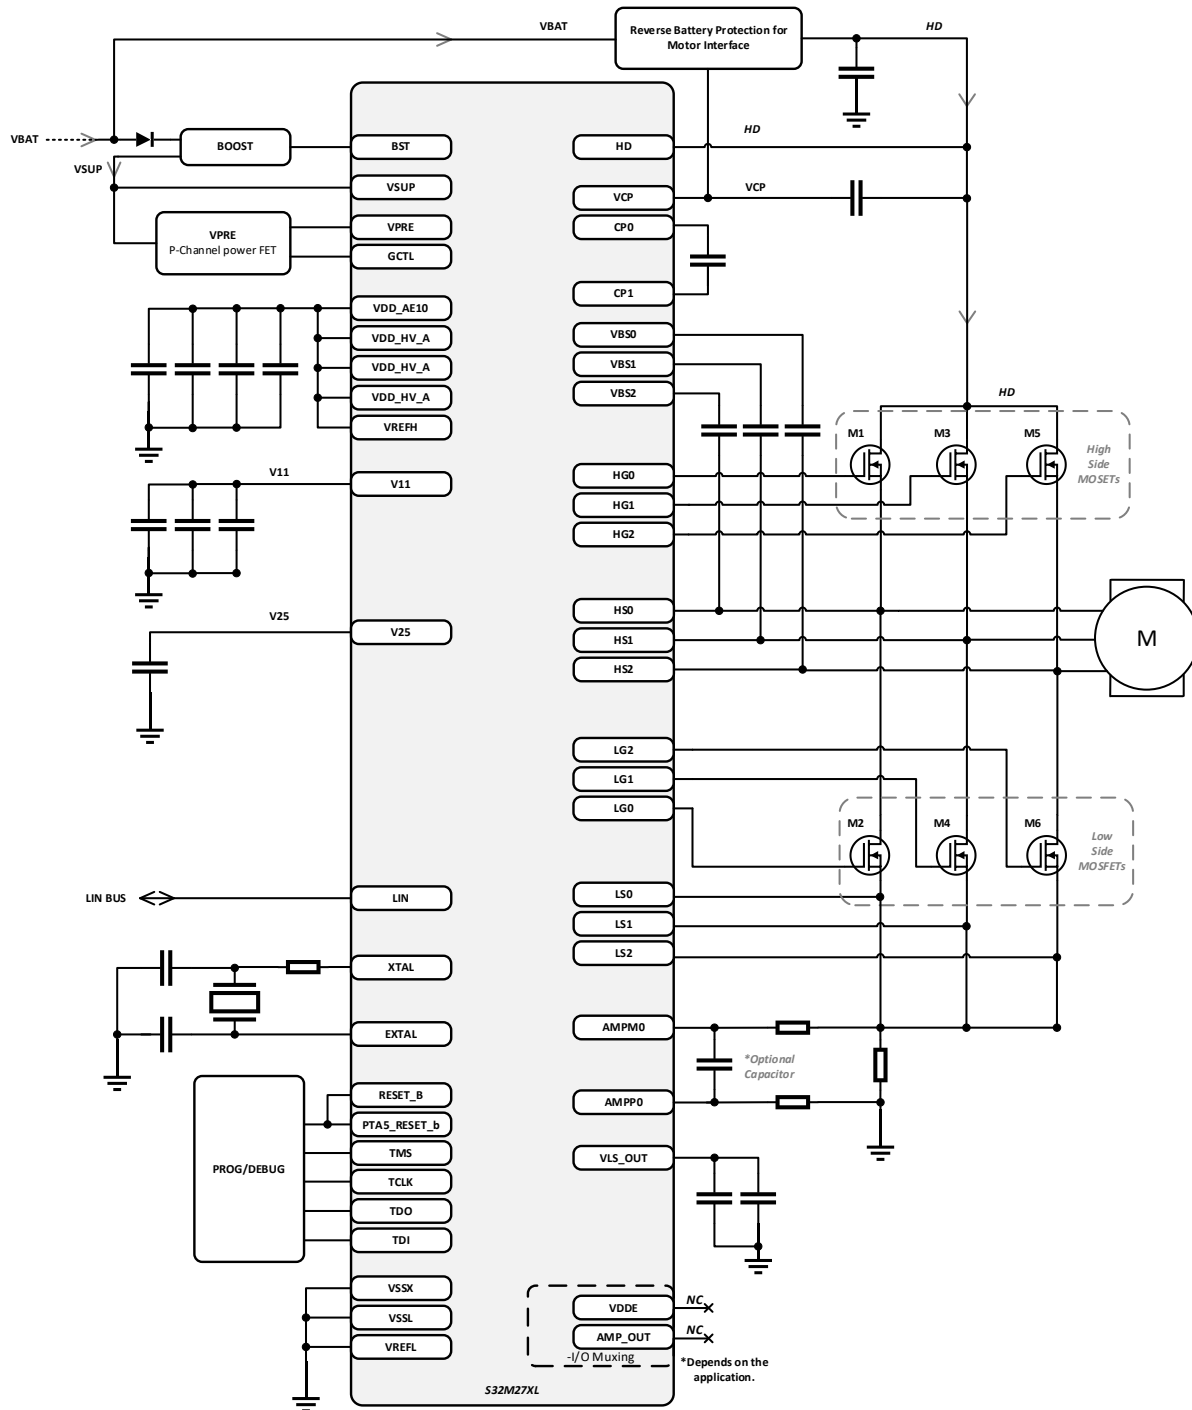 VBAT
Reverse Battery Protection for
Motor Interface
HD
VBAT
BOOST
BST
HD
HD
VSUP
VSUP
VCP
VCP
VPRE
P-Channel power FET
VPRE
GCTL
CP0
CP1
VDD_AE10
VDD_HV_A
VDD_HV_A
VDD_HV_A
VREFH
VBS0
VBS1
VBS2
HD
M1
M3
M5
High
Side
MOSETs
V11
V11
HG0
HG1
HG2
V25
V25
HS0
HS1
HS2
M
LG2
LG1
LG0
M2
M4
M6
Low
Side
MOSFETs
LIN BUS
LIN
LS0
LS1
LS2
XTAL
EXTAL
AMPM0
*Optional
Capacitor
AMPP0
PROG/DEBUG
RESET_B
PTA5_RESET_b
TMS
TCLK
TDO
TDI
VLS_OUT
VSSX
VSSL
VREFL
VDDE
NC
AMP_OUT
NC
-I/O Muxing
*Depends on the
application.
S32M27XL